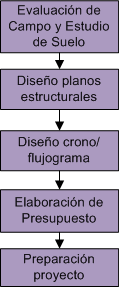 Evaluación de
Campo y Estudio
de Suelo
Diseño planos
estructurales
Diseño crono/
flujograma
Elaboración de
Presupuesto
Preparación
proyecto